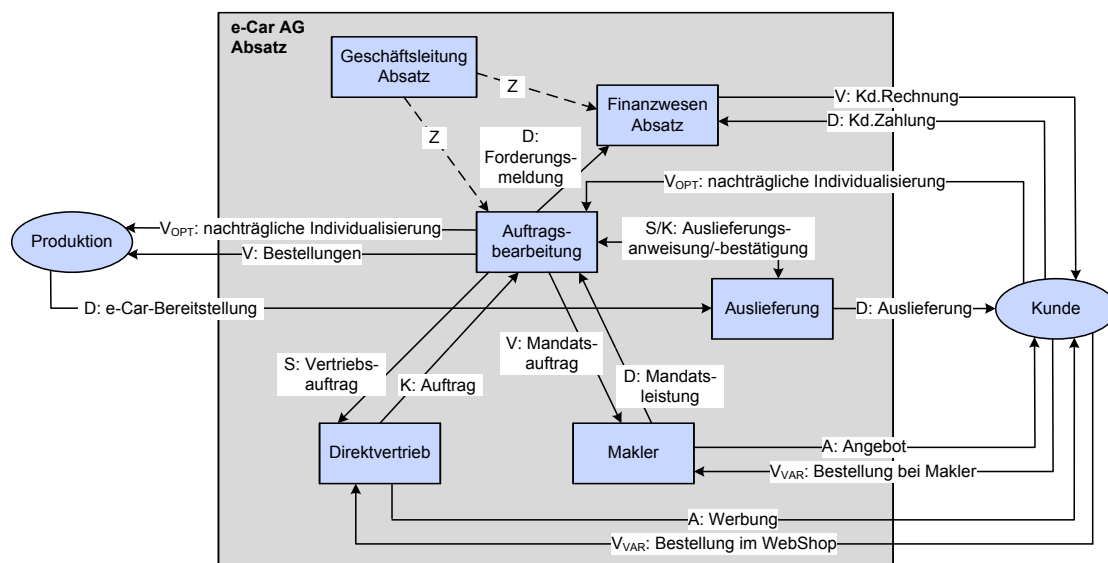 e-Car AG
Absatz
Geschäftsleitung
Absatz
Z
Z
Finanzwesen
Absatz
V: Kd.Rechnung
D: Kd.Zahlung
D:
Forderungs-
meldung
V_OPT: nachträgliche Individualisierung
Produktion
V_OPT: nachträgliche Individualisierung
V: Bestellungen
Auftrags-
bearbeitung
S/K: Auslieferungs-
anweisung/-bestätigung
D: e-Car-Bereitstellung
Auslieferung
D: Auslieferung
Kunde
S: Vertriebs-
auftrag
K: Auftrag
V: Mandats-
auftrag
D: Mandats-
leistung
Direktvertrieb
Makler
A: Angebot
V_VAR: Bestellung bei Makler
A: Werbung
V_VAR: Bestellung im WebShop